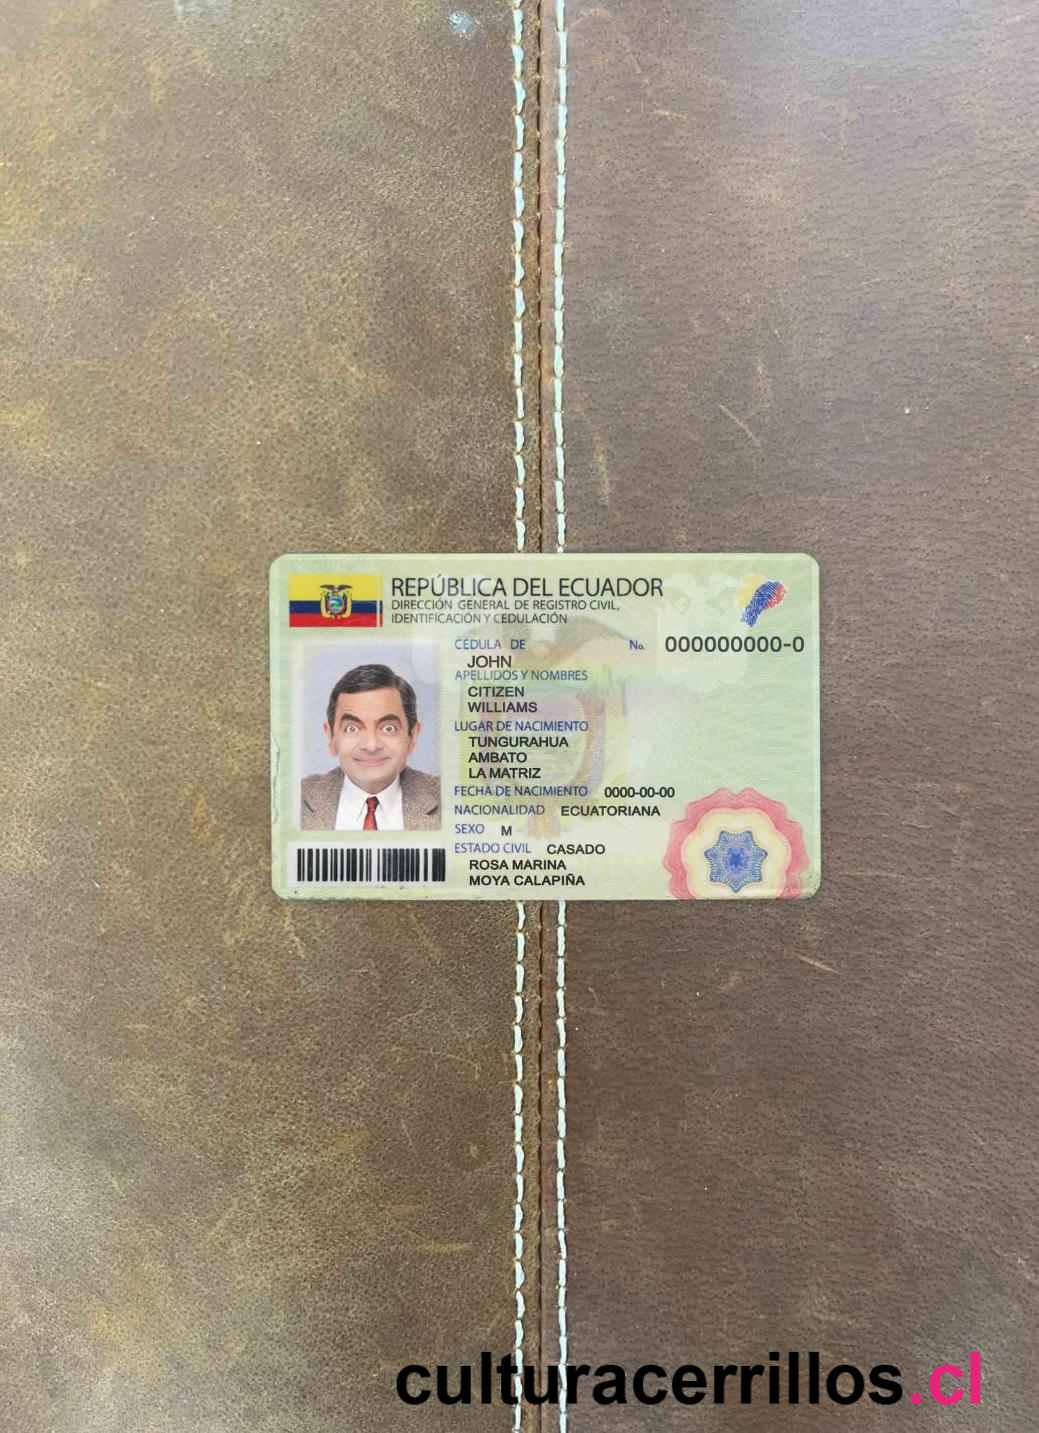 REPÚBLICA DEL ECUADOR
DIRECCIÓN GENERAL DE REGISTRO CIVIL,
IDENTIFICACIÓN Y CEDULACIÓN
CÉDULA DE No. 000000000-0
JOHN
APELLIDOS Y NOMBRES
CITIZEN
WILLIAMS
LUGAR DE NACIMIENTO
TUNGURAHUA
AMBATO
LA MATRIZ
FECHA DE NACIMIENTO 0000-00-00
NACIONALIDAD ECUATORIANA
SEXO M
ESTADO CIVIL CASADO
ROSA MARINA
MOYA CALAPIÑA
culturacerrillos.cl